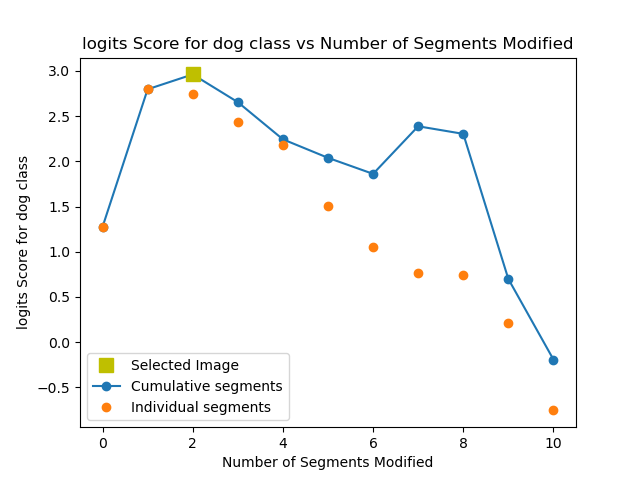 logits Score for dog class vs Number of Segments Modified
3.0
2.5
2.0
1.5
1.0
0.5
0.0
−0.5
logits Score for dog class
Selected Image
Cumulative segments
Individual segments
0 2 4 6 8 10
Number of Segments Modified